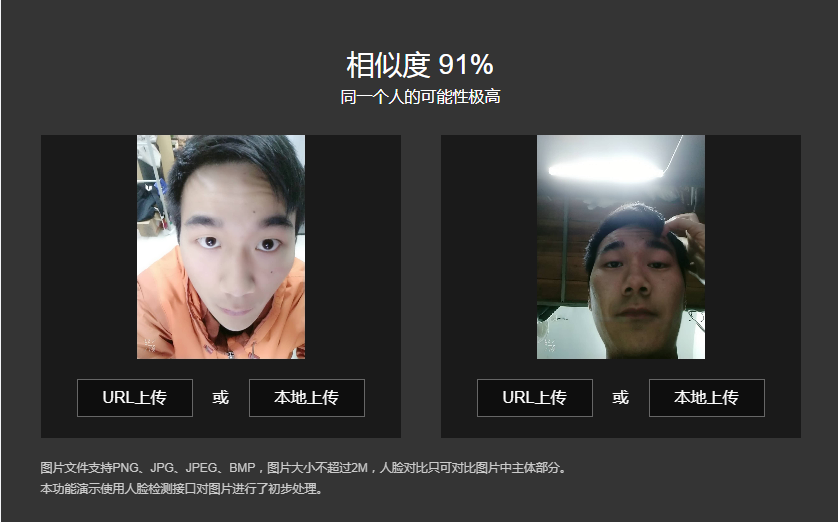 相似度 91%
同一个人的可能性极高
URL上传 或 本地上传
URL上传 或 本地上传
图片文件支持PNG、JPG、JPEG、BMP，图片大小不超过2M，人脸对比只可对比图片中主体部分。
本功能演示使用人脸检测接口对图片进行了初步处理。